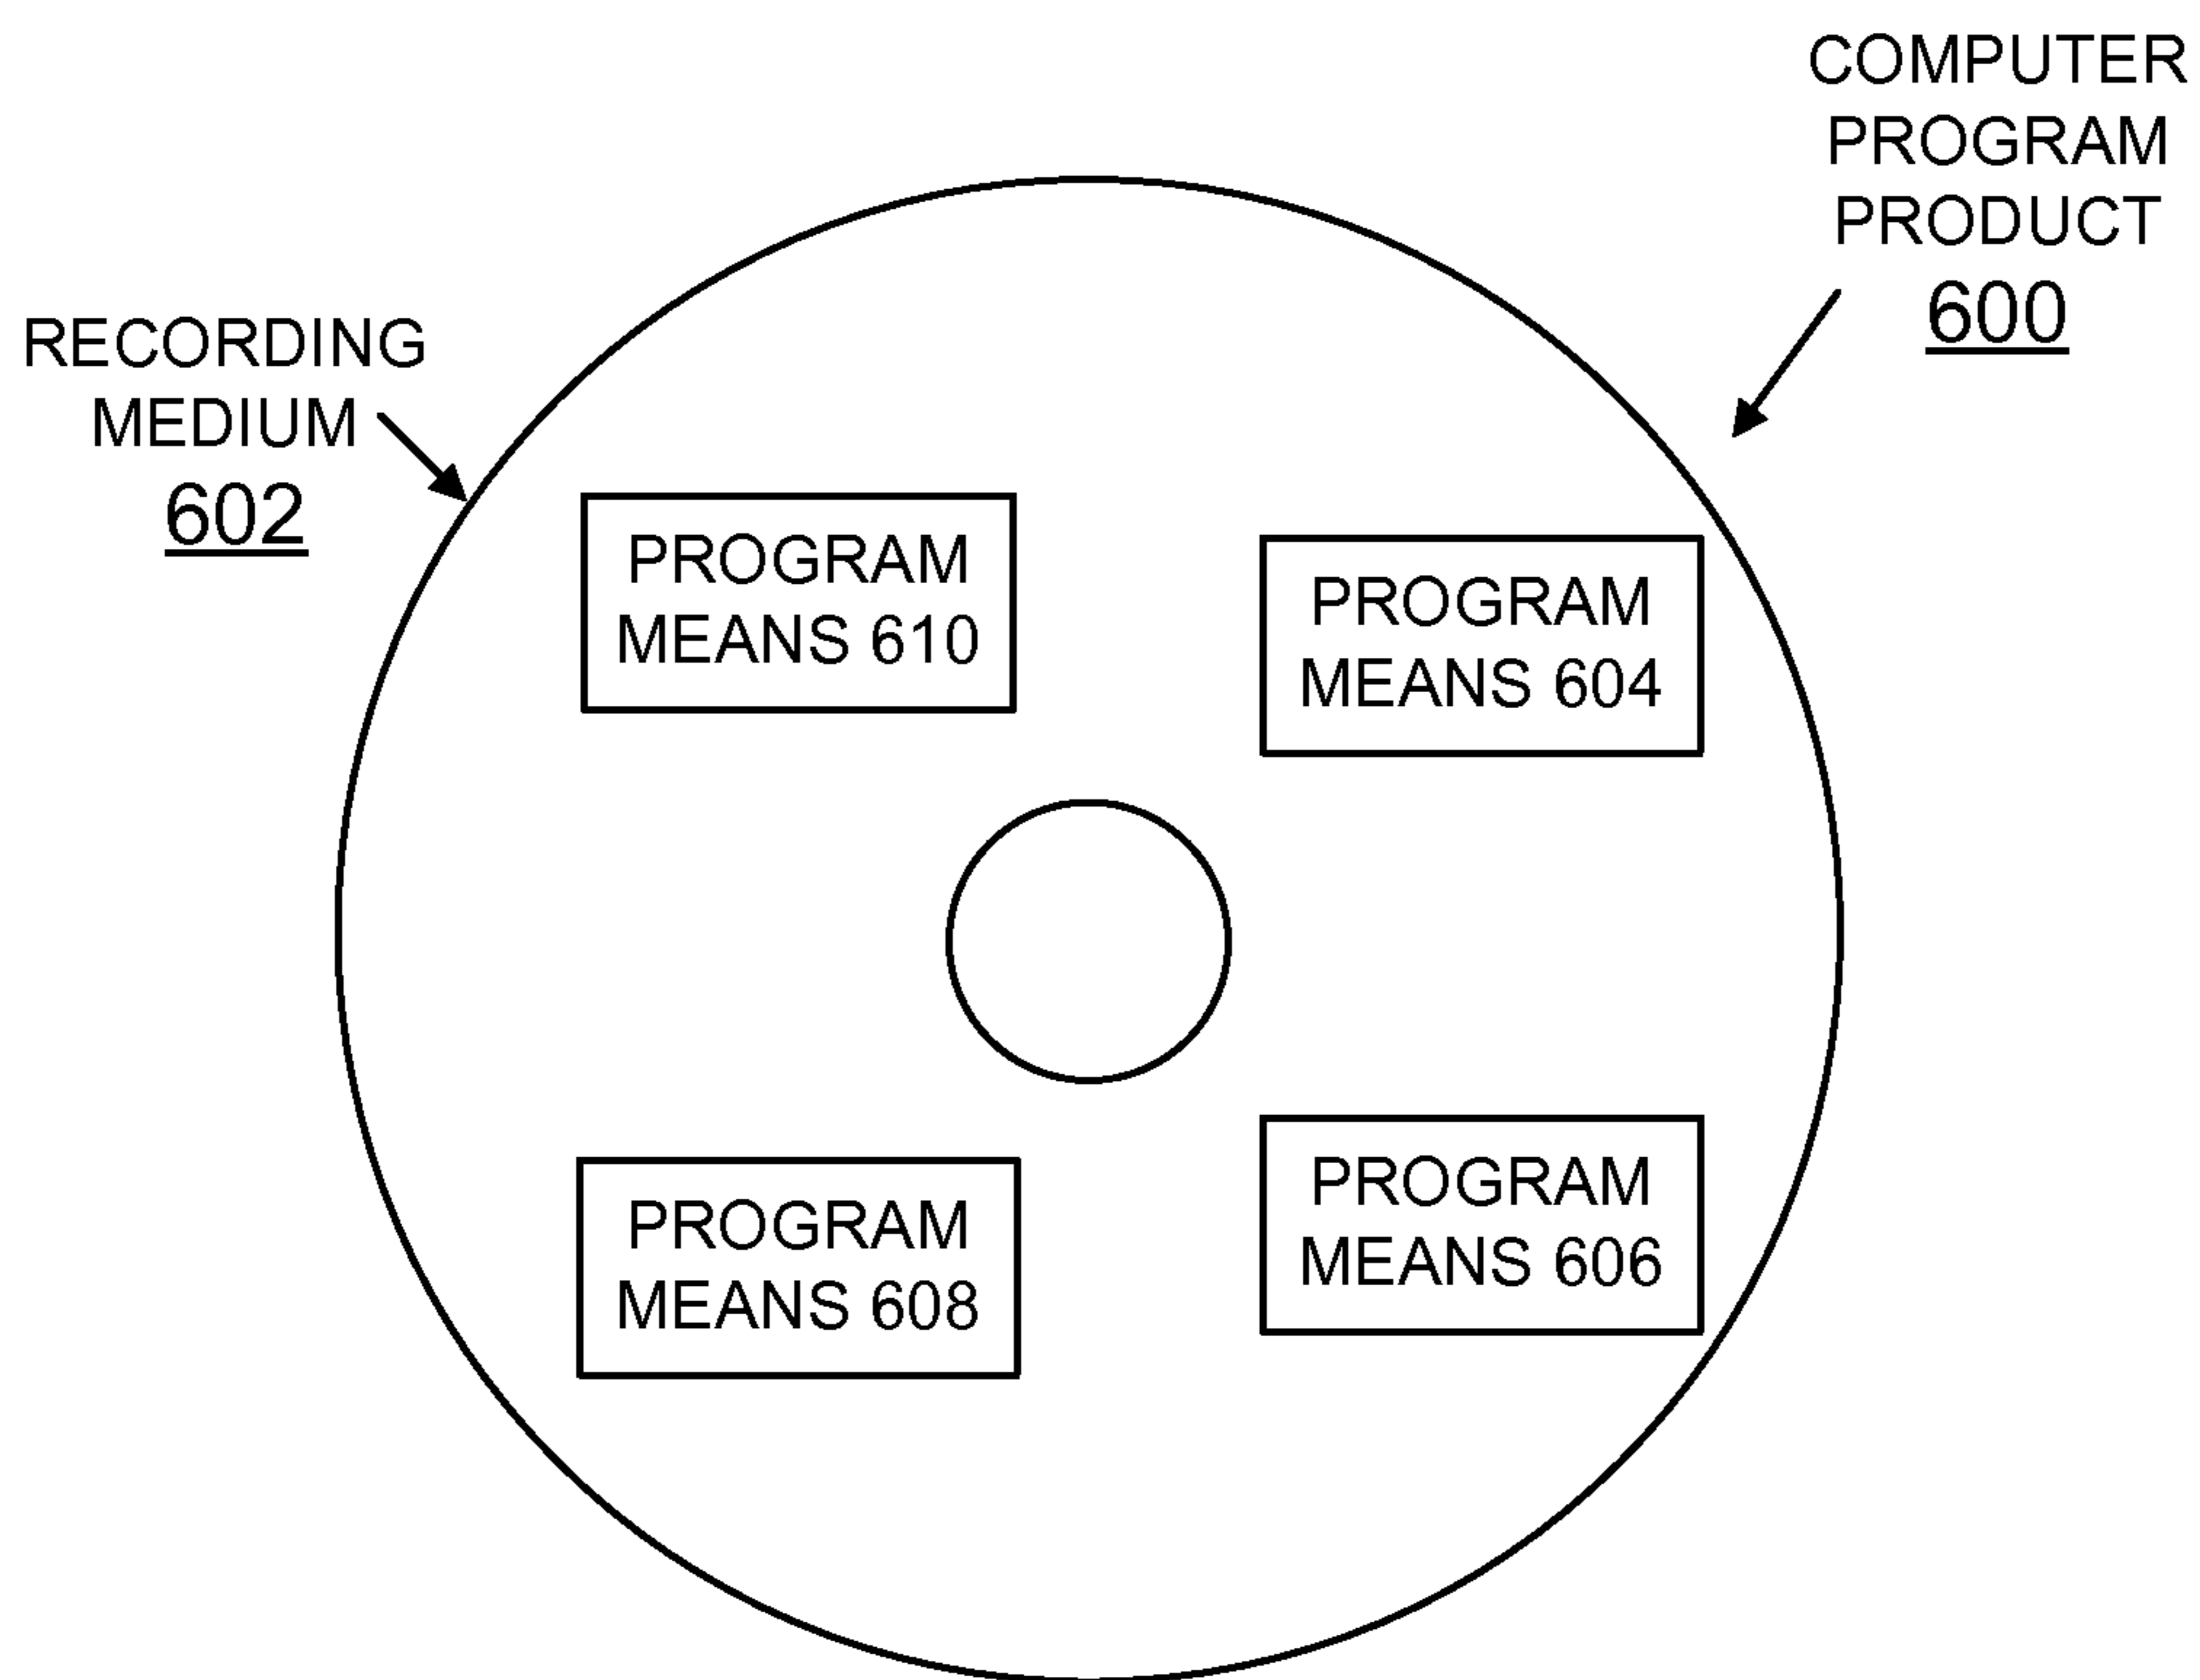 COMPUTER
PROGRAM
PRODUCT
600
RECORDING
MEDIUM
602
PROGRAM
MEANS 610
PROGRAM
MEANS 604
PROGRAM
MEANS 608
PROGRAM
MEANS 606